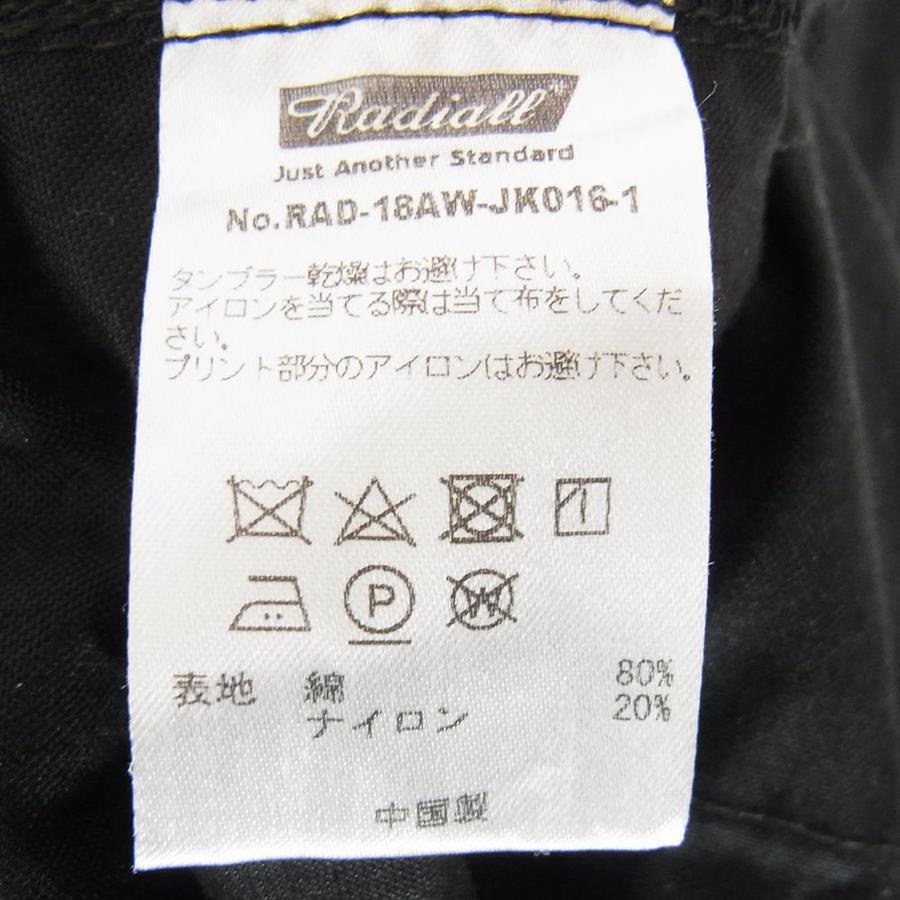 Radiall
Just Another Standard
No.RAD-18AW-JK016-1
タンブラー乾燥はお避け下さい。
アイロンを当てる際は当て布をしてくだ
さい。
プリント部分のアイロンはお避け下さい。
P W
表地 綿 80%
ナイロン 20%
中国製